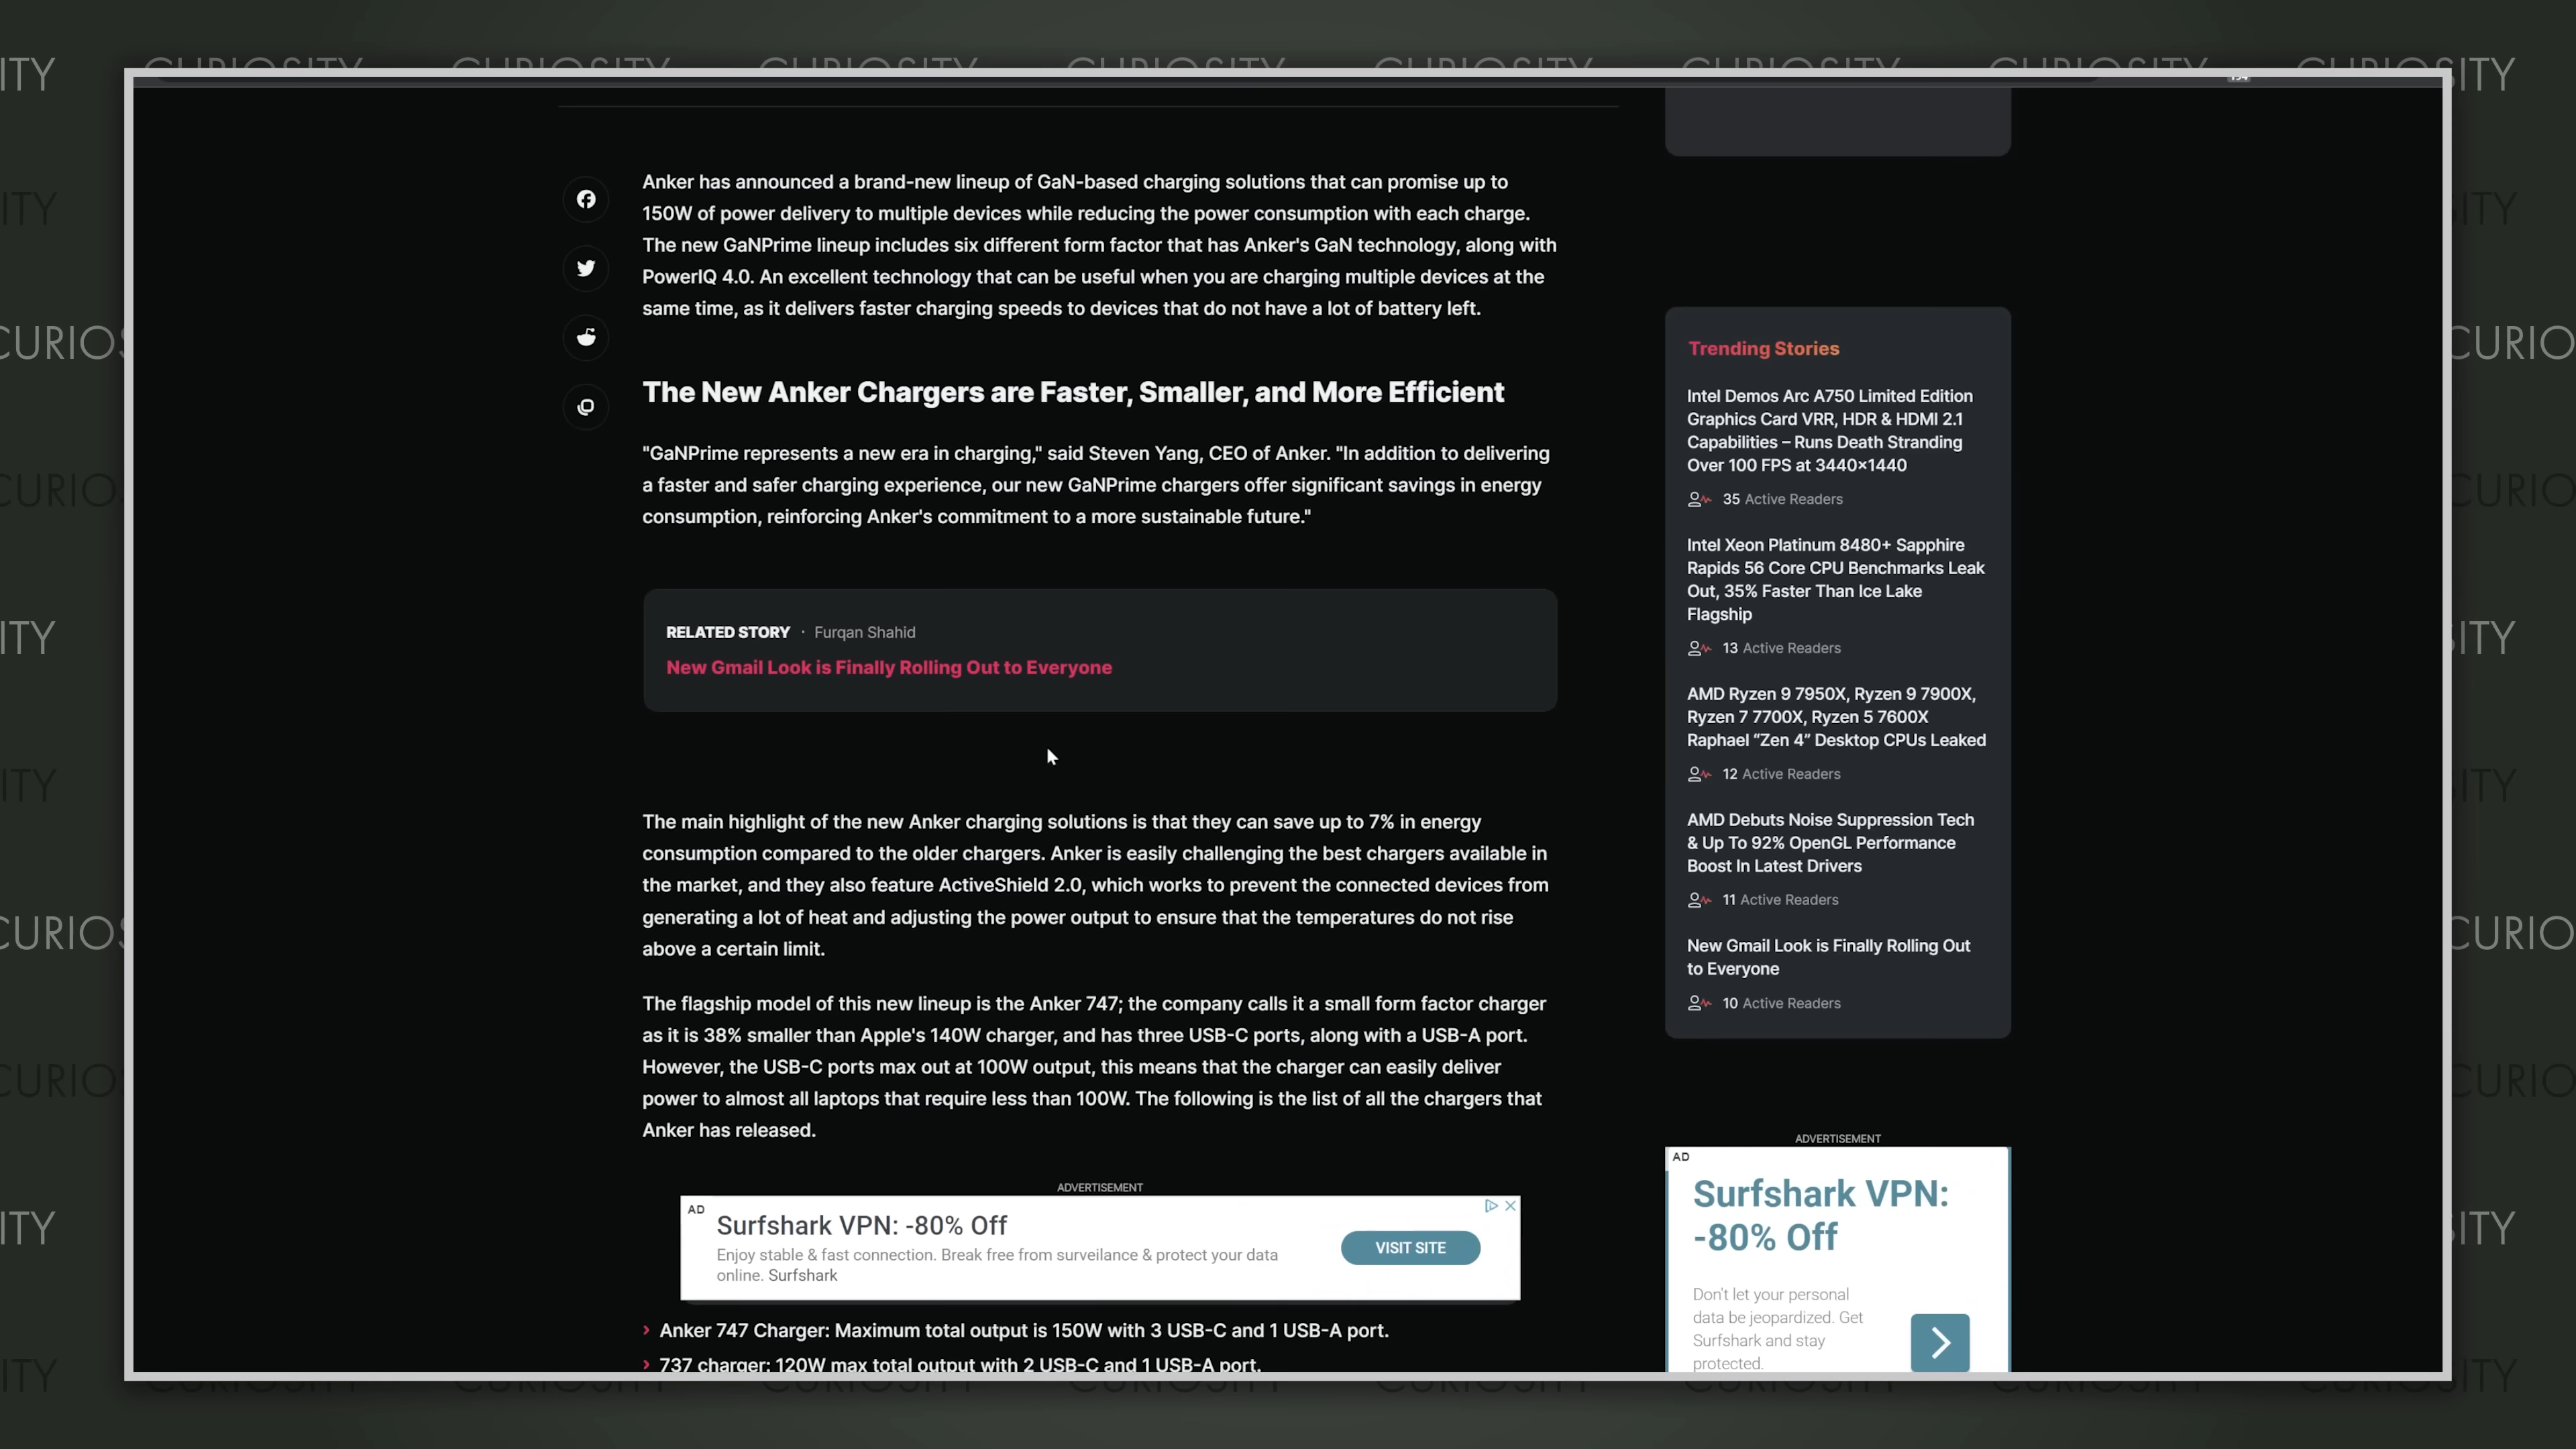 Anker has announced a brand-new lineup of GaN-based charging solutions that can promise up to
150W of power delivery to multiple devices while reducing the power consumption with each charge.
The new GaNPrime lineup includes six different form factor that has Anker's GaN technology, along with
PowerIQ 4.0. An excellent technology that can be useful when you are charging multiple devices at the
same time, as it delivers faster charging speeds to devices that do not have a lot of battery left.
The New Anker Chargers are Faster, Smaller, and More Efficient
"GaNPrime represents a new era in charging," said Steven Yang, CEO of Anker. "In addition to delivering
a faster and safer charging experience, our new GaNPrime chargers offer significant savings in energy
consumption, reinforcing Anker's commitment to a more sustainable future."
RELATED STORY · Furqan Shahid
New Gmail Look is Finally Rolling Out to Everyone
The main highlight of the new Anker charging solutions is that they can save up to 7% in energy
consumption compared to the older chargers. Anker is easily challenging the best chargers available in
the market, and they also feature ActiveShield 2.0, which works to prevent the connected devices from
generating a lot of heat and adjusting the power output to ensure that the temperatures do not rise
above a certain limit.
The flagship model of this new lineup is the Anker 747; the company calls it a small form factor charger
as it is 38% smaller than Apple's 140W charger, and has three USB-C ports, along with a USB-A port.
However, the USB-C ports max out at 100W output, this means that the charger can easily deliver
power to almost all laptops that require less than 100W. The following is the list of all the chargers that
Anker has released.
ADVERTISEMENT
AD
Surfshark VPN: -80% Off
Enjoy stable & fast connection. Break free from surveilance & protect your data
online. Surfshark
VISIT SITE
Anker 747 Charger: Maximum total output is 150W with 3 USB-C and 1 USB-A port.
737 charger: 120W max total output with 2 USB-C and 1 USB-A port.
Trending Stories
Intel Demos Arc A750 Limited Edition
Graphics Card VRR, HDR & HDMI 2.1
Capabilities – Runs Death Stranding
Over 100 FPS at 3440×1440
35 Active Readers
Intel Xeon Platinum 8480+ Sapphire
Rapids 56 Core CPU Benchmarks Leak
Out, 35% Faster Than Ice Lake
Flagship
13 Active Readers
AMD Ryzen 9 7950X, Ryzen 9 7900X,
Ryzen 7 7700X, Ryzen 5 7600X
Raphael “Zen 4” Desktop CPUs Leaked
12 Active Readers
AMD Debuts Noise Suppression Tech
& Up To 92% OpenGL Performance
Boost In Latest Drivers
11 Active Readers
New Gmail Look is Finally Rolling Out
to Everyone
10 Active Readers
ADVERTISEMENT
AD
Surfshark VPN:
-80% Off
Don't let your personal
data be jeopardized. Get
Surfshark and stay
protected.